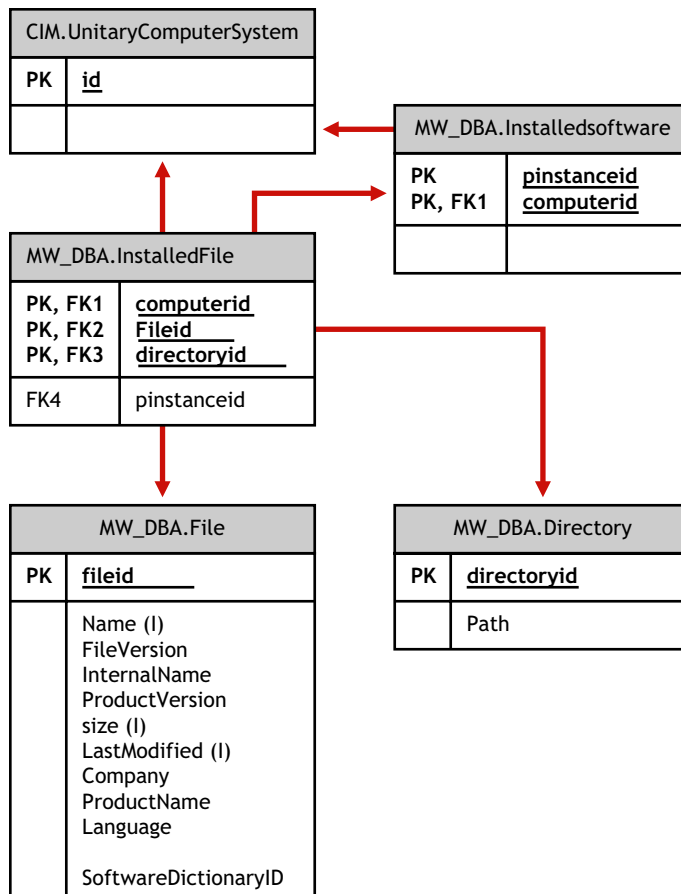 CIM.UnitaryComputerSystem
PK id
MW_DBA.Installedsoftware
PK pinstanceid
PK, FK1 computerid
MW_DBA.InstalledFile
PK, FK1 computerid
PK, FK2 Fileid
PK, FK3 directoryid
FK4 pinstanceid
MW_DBA.File
PK fileid
Name (I)
FileVersion
InternalName
ProductVersion
size (I)
LastModified (I)
Company
ProductName
Language
SoftwareDictionaryID
MW_DBA.Directory
PK directoryid
Path